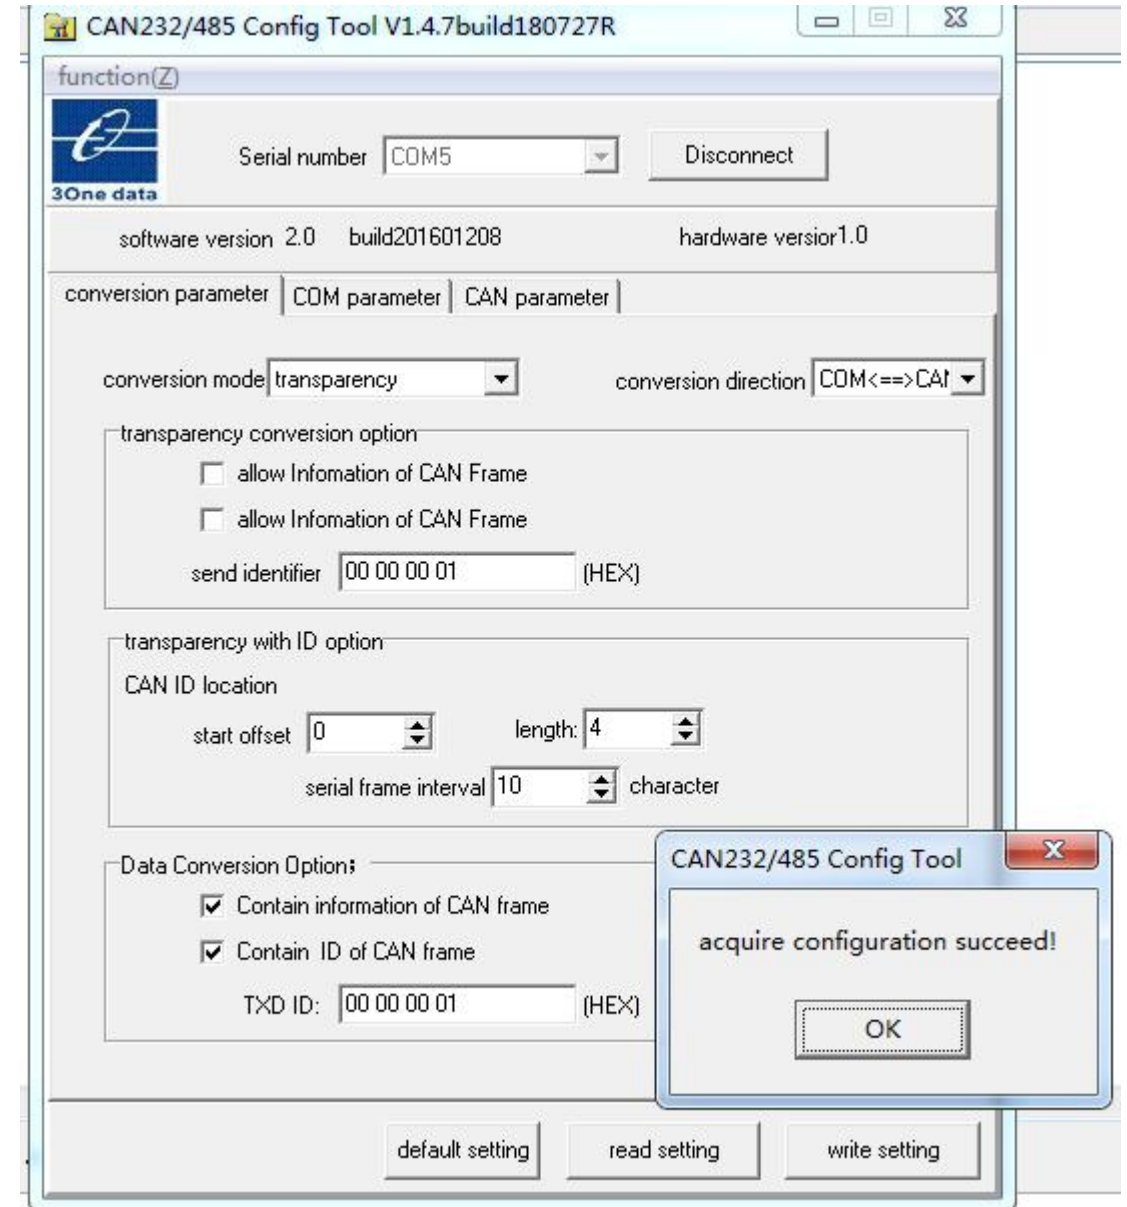 CAN232/485 Config Tool V1.4.7build180727R
function(Z)
3One data
Serial number COM5 Disconnect
software version 2.0 build201601208 hardware versior1.0
conversion parameter COM parameter CAN parameter
conversion mode transparency conversion direction COM<==>CAN
transparency conversion option
allow Infomation of CAN Frame
allow Infomation of CAN Frame
send identifier 00 00 00 01 (HEX)
transparency with ID option
CAN ID location
start offset 0 length: 4
serial frame interval 10 character
Data Conversion Option;
Contain information of CAN frame
Contain ID of CAN frame
TXD ID: 00 00 00 01 (HEX)
CAN232/485 Config Tool
acquire configuration succeed!
OK
default setting read setting write setting